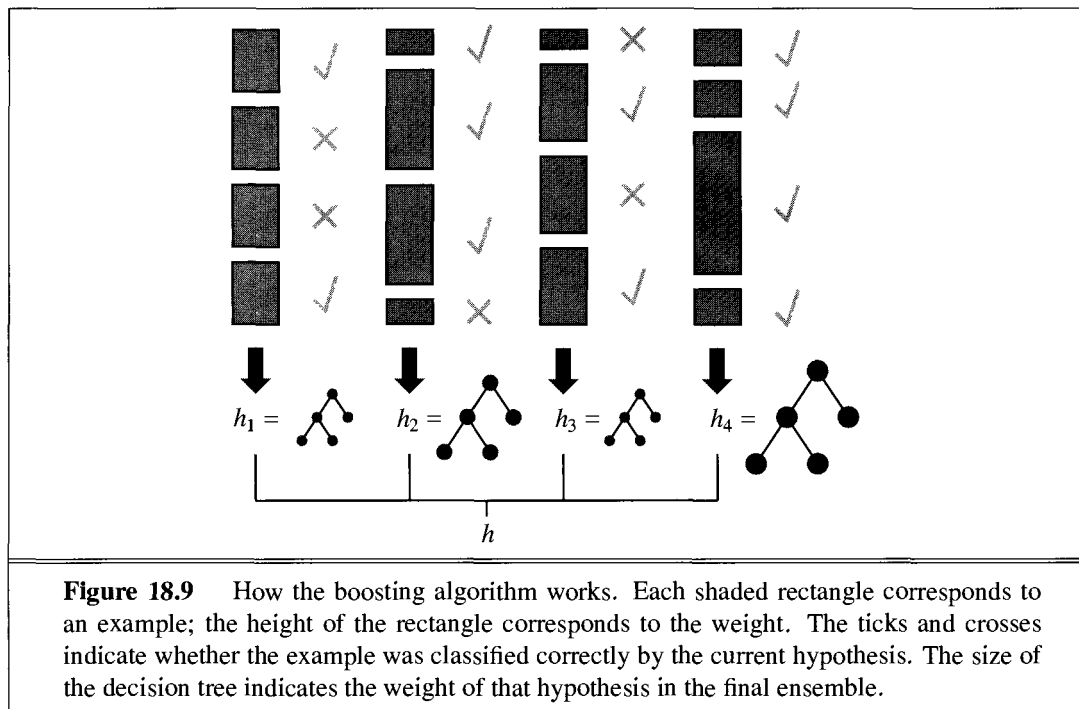 h1 = h2 = h3 = h4 =
h
Figure 18.9 How the boosting algorithm works. Each shaded rectangle corresponds to
an example; the height of the rectangle corresponds to the weight. The ticks and crosses
indicate whether the example was classified correctly by the current hypothesis. The size of
the decision tree indicates the weight of that hypothesis in the final ensemble.